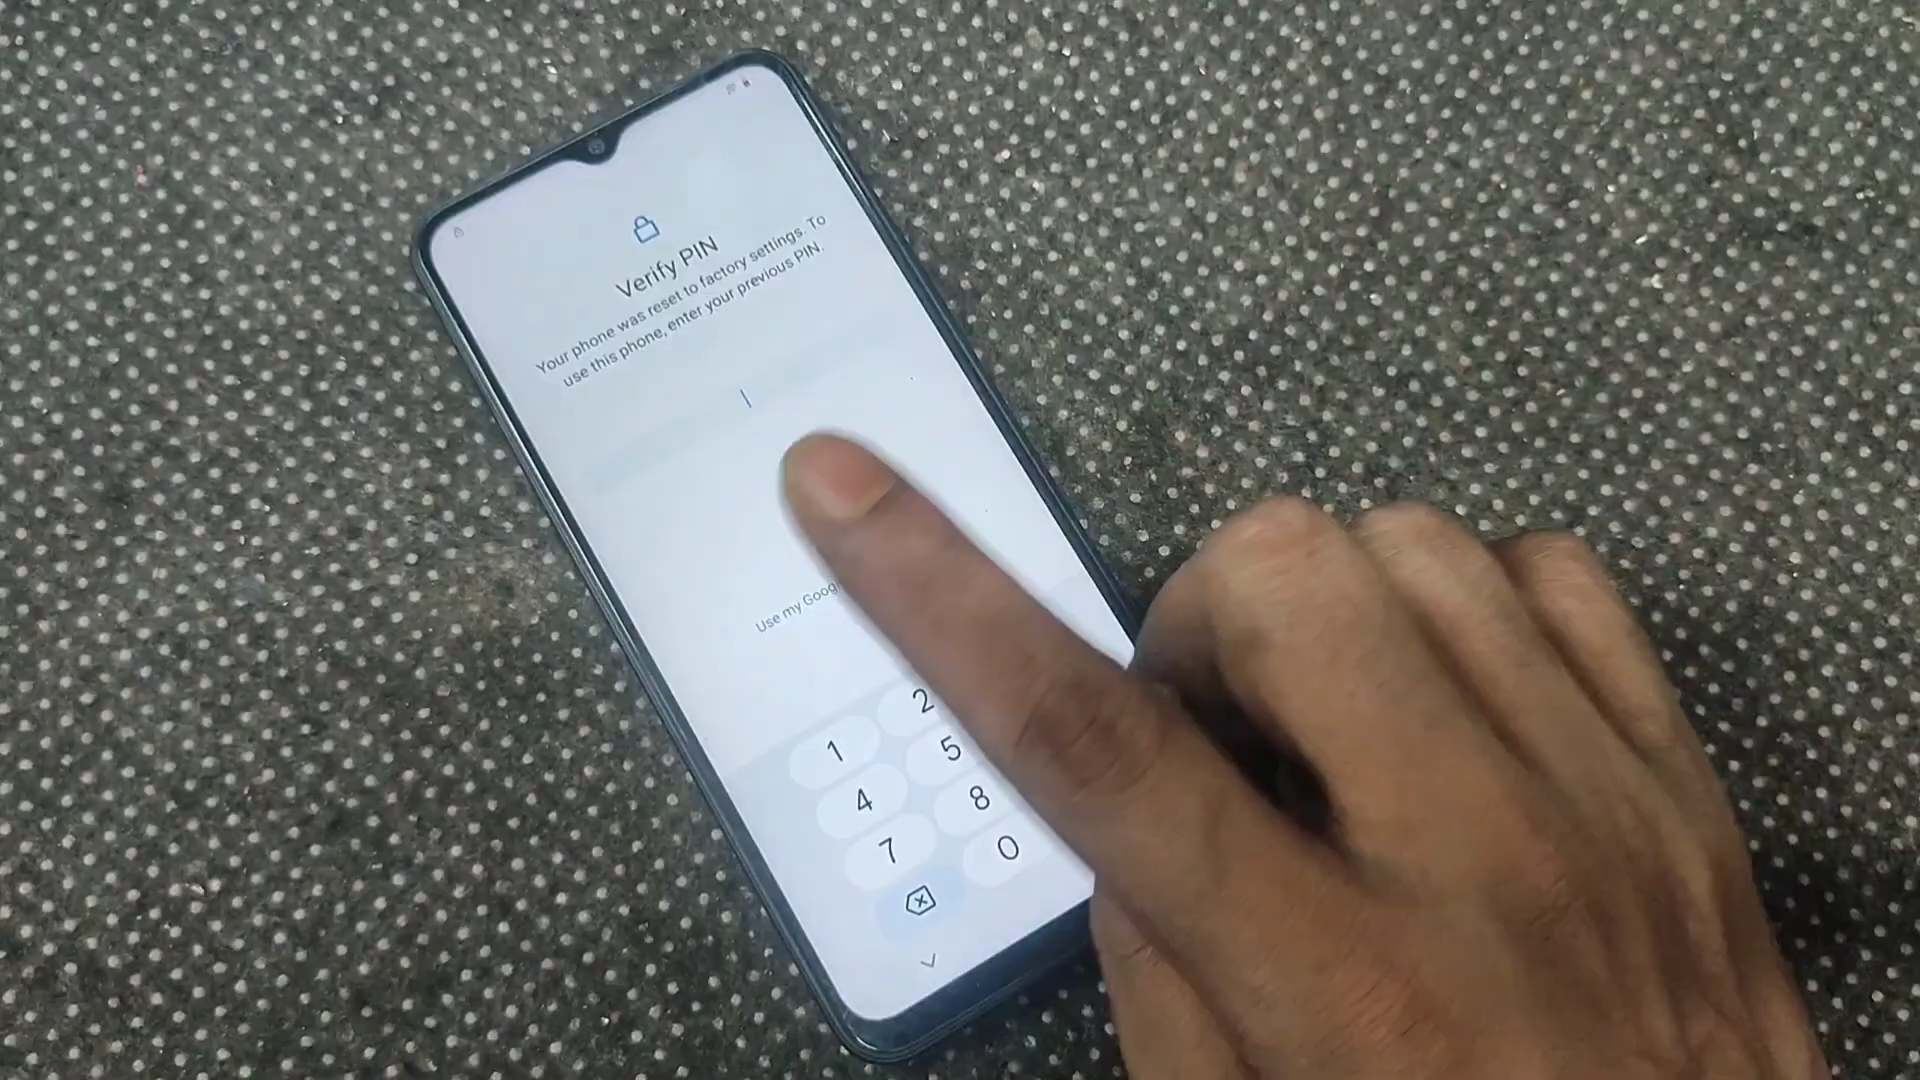 Verify PIN
Your phone was reset to factory settings. To
use this phone, enter your previous PIN.
Use my
1 2
4 5
7 8
0